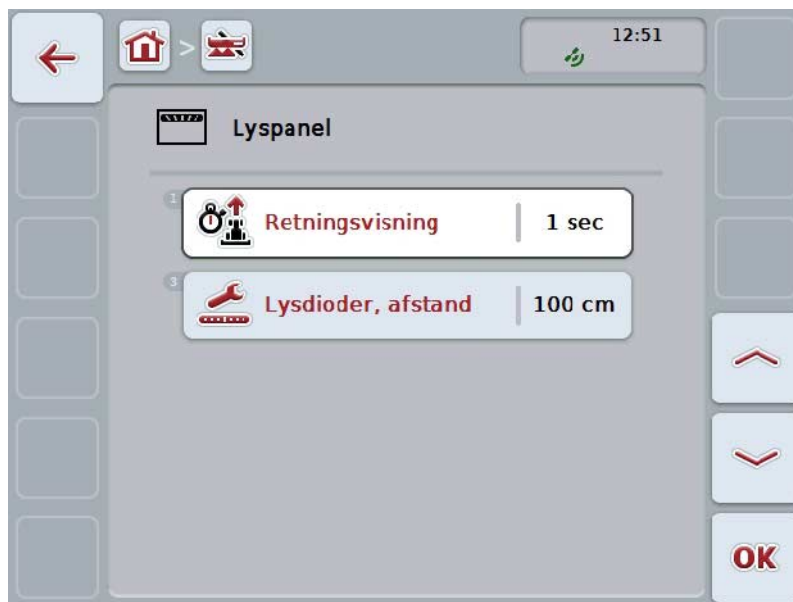 >
12:51
Lyspanel
1
Retningsvisning 1 sec
3
Lysdioder, afstand 100 cm
OK